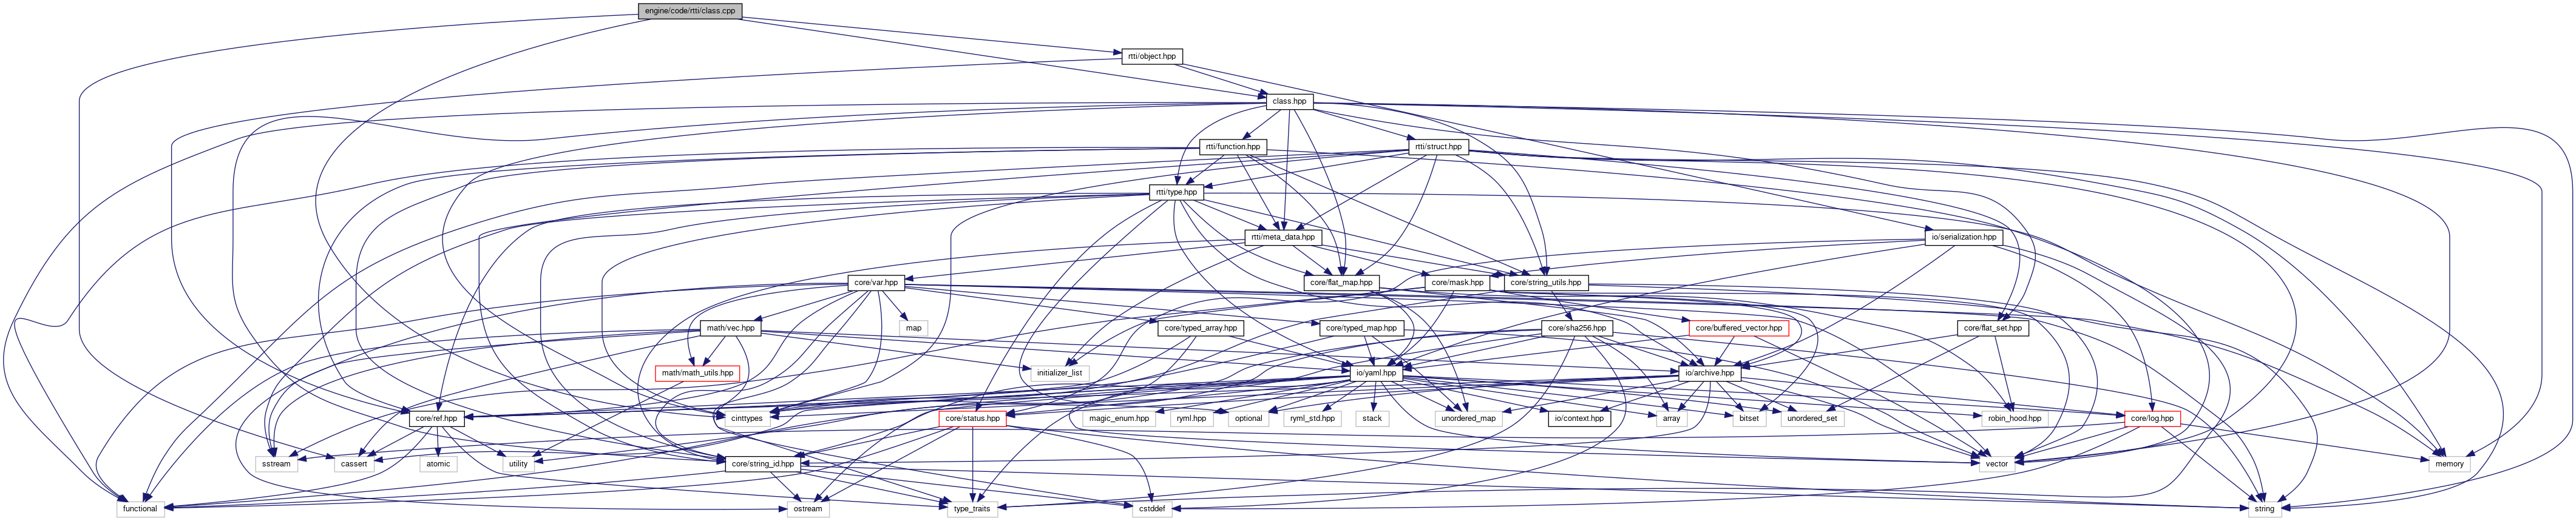 engine/code/rtti/class.cpp
rtti/object.hpp
class.hpp
rtti/function.hpp
rtti/struct.hpp
rtti/type.hpp
rtti/meta_data.hpp
io/serialization.hpp
core/var.hpp
core/flat_map.hpp
core/mask.hpp
core/string_utils.hpp
math/vec.hpp
map
core/typed_array.hpp
core/typed_map.hpp
core/sha256.hpp
core/buffered_vector.hpp
core/flat_set.hpp
math/math_utils.hpp
initializer_list
io/yaml.hpp
io/archive.hpp
core/ref.hpp
cinttypes
core/status.hpp
magic_enum.hpp
ryml.hpp
optional
ryml_std.hpp
stack
unordered_map
io/context.hpp
array
bitset
unordered_set
robin_hood.hpp
core/log.hpp
sstream
cassert
atomic
utility
core/string_id.hpp
vector
memory
functional
ostream
type_traits
cstddef
string